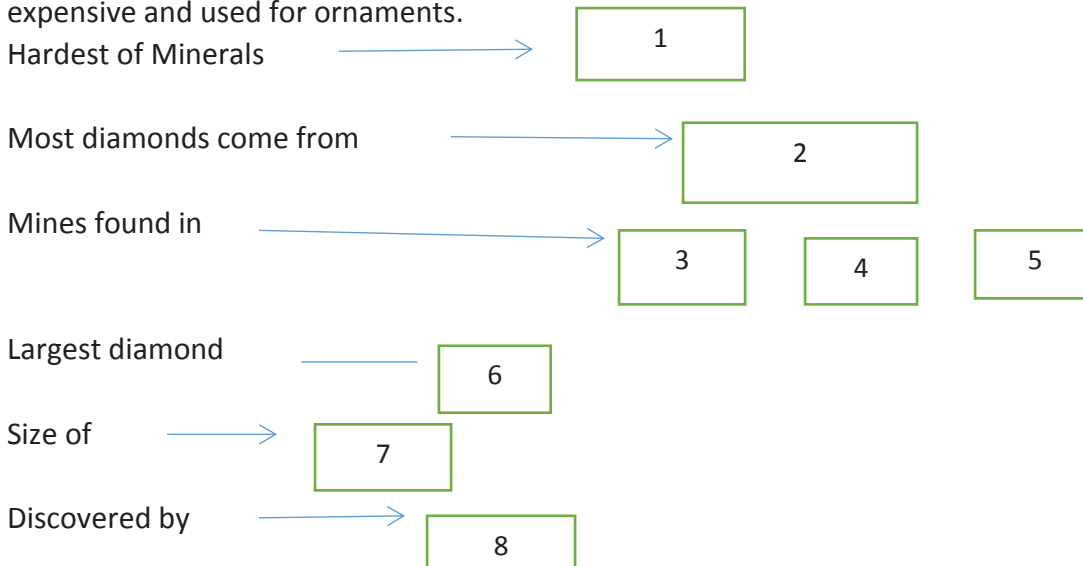 expensive and used for ornaments.
Hardest of Minerals 1
Most diamonds come from 2
Mines found in 3 4 5
Largest diamond 6
Size of 7
Discovered by 8